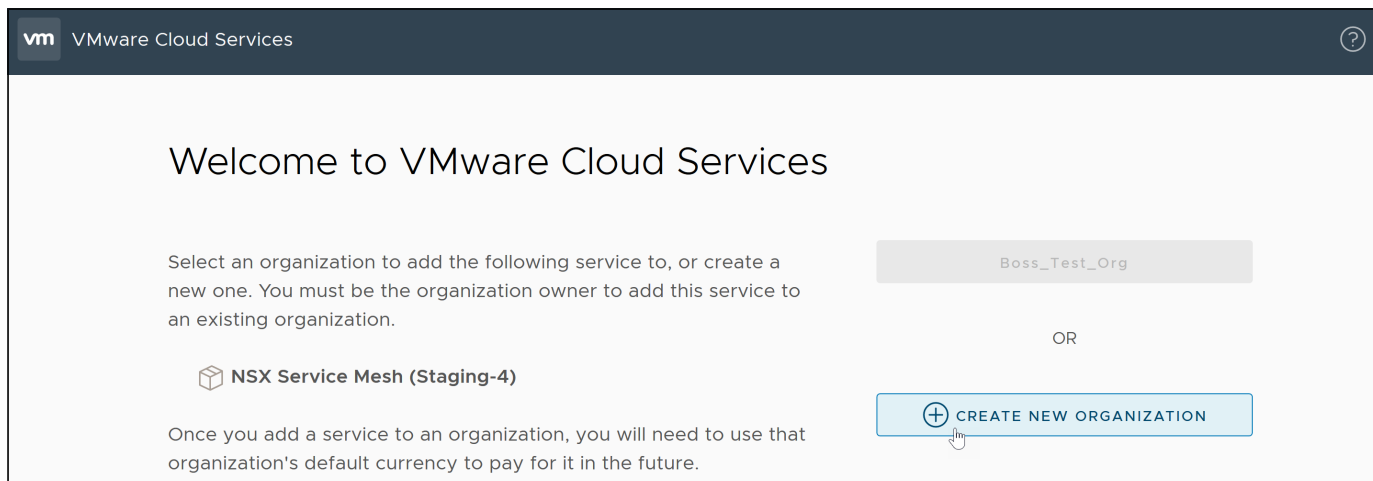 vm VMware Cloud Services ?
Welcome to VMware Cloud Services
Select an organization to add the following service to, or create a
new one. You must be the organization owner to add this service to
an existing organization.
NSX Service Mesh (Staging-4)
Once you add a service to an organization, you will need to use that
organization's default currency to pay for it in the future.
Boss_Test_Org
OR
CREATE NEW ORGANIZATION